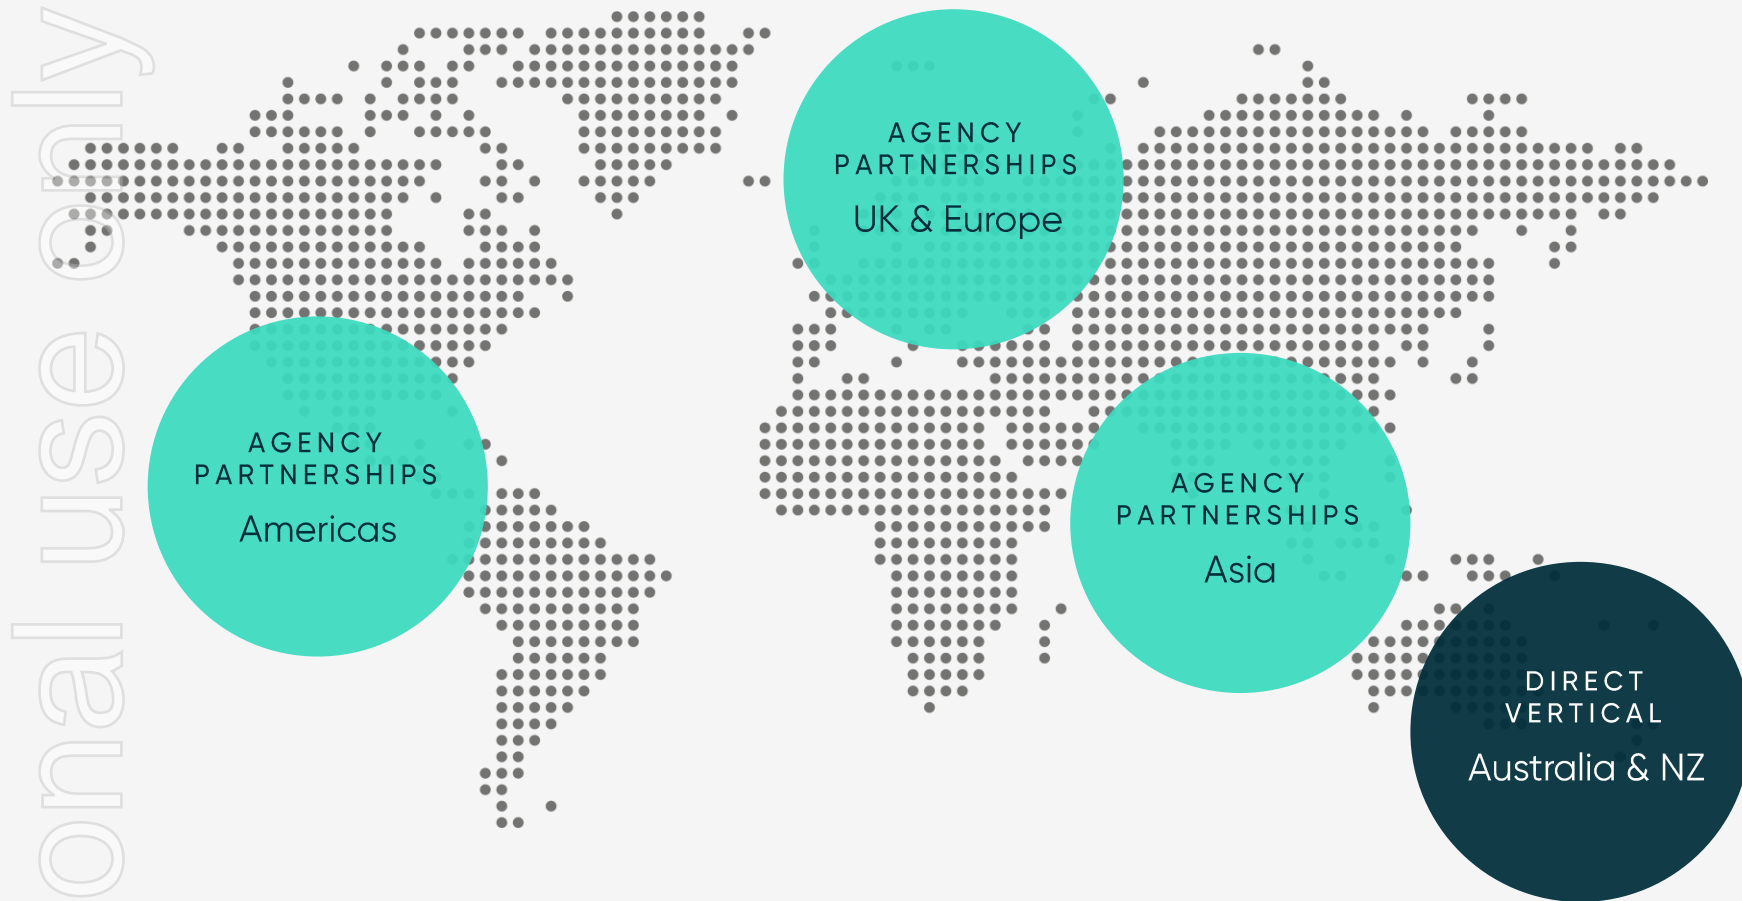 onal use only
AGENCY
PARTNERSHIPS
UK & Europe
AGENCY
PARTNERSHIPS
Americas
AGENCY
PARTNERSHIPS
Asia
DIRECT
VERTICAL
Australia & NZ